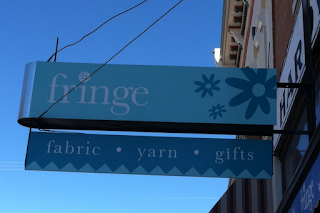 fringe
fabric • yarn • gifts